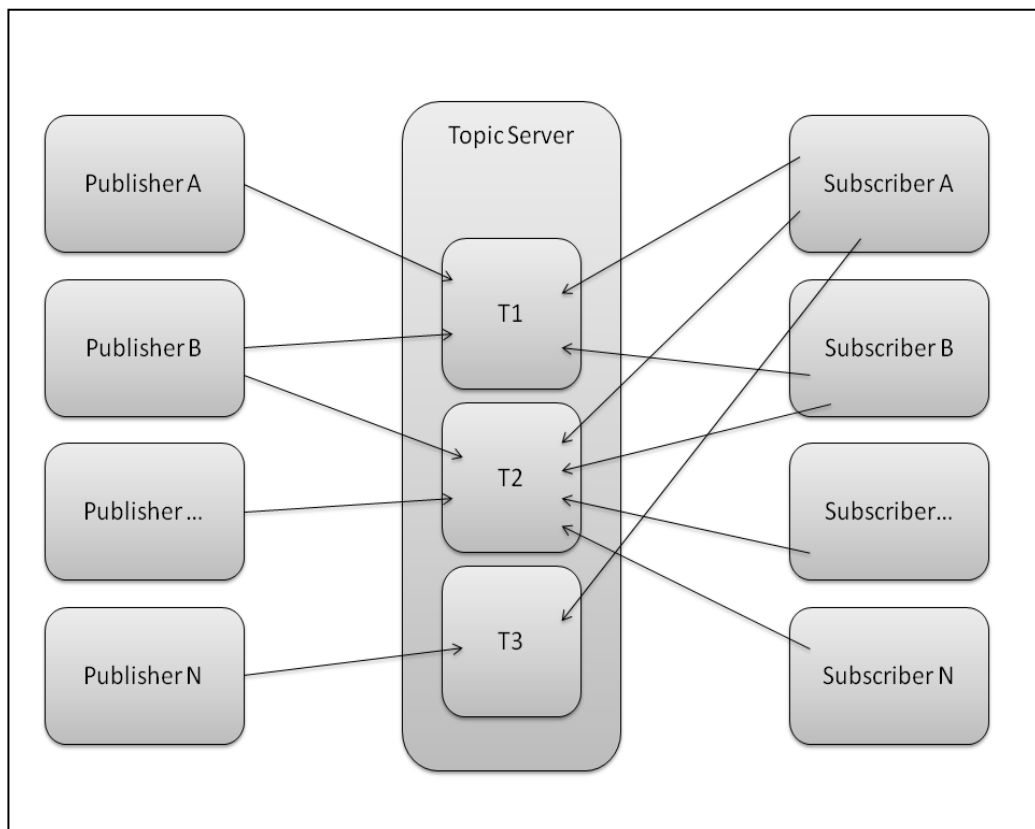 Topic Server
Publisher A
Subscriber A
T1
Publisher B
Subscriber B
T2
Publisher ...
Subscriber...
T3
Publisher N
Subscriber N